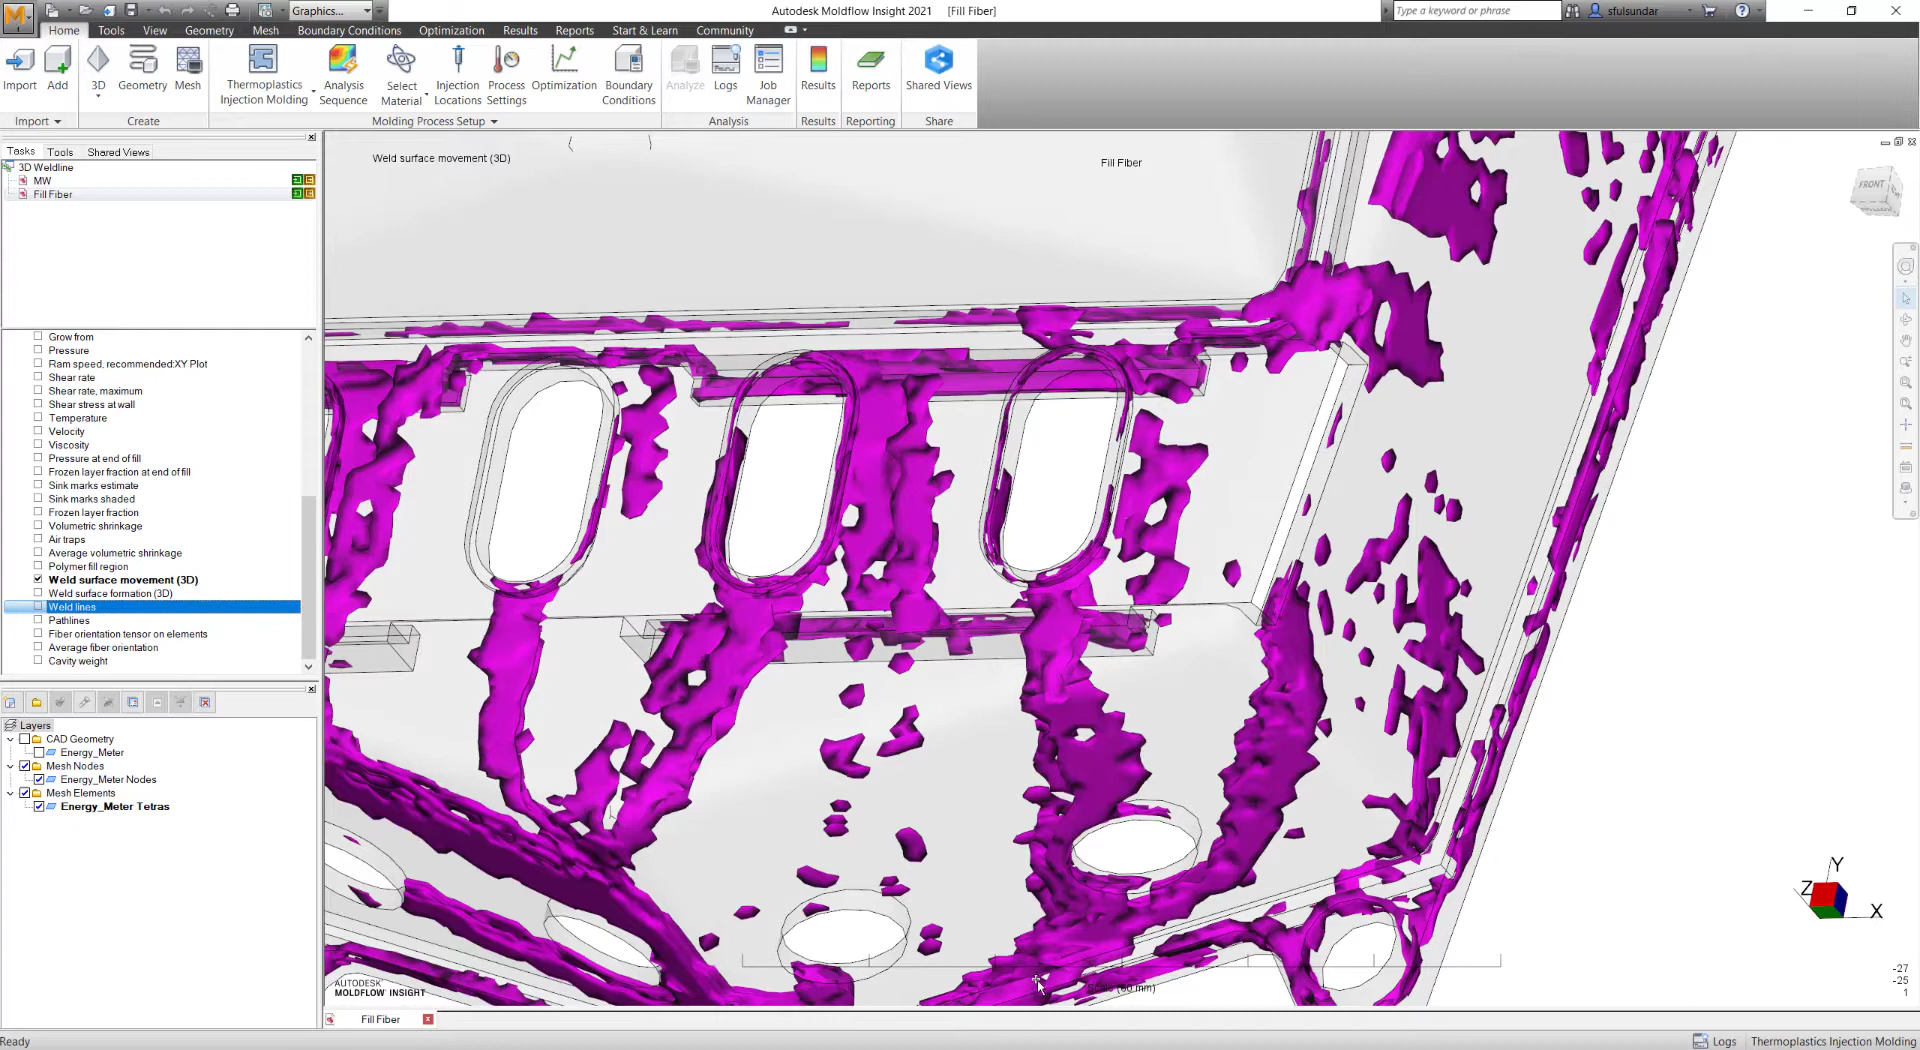 Graphics...
Autodesk Moldflow Insight 2021 [Fill Fiber]
Type a keyword or phrase
sfulsundar
Home Tools View Geometry Mesh Boundary Conditions Optimization Results Reports Start & Learn Community
Import
Add
3D
Geometry
Mesh
Thermoplastics
Injection Molding
Analysis
Sequence
Select
Material
Injection
Locations
Process
Settings
Optimization
Boundary
Conditions
Analyze
Logs
Job
Manager
Results
Reports
Shared Views
Import
Create
Molding Process Setup
Analysis
Results
Reporting
Share
Tasks Tools Shared Views
3D Weldline
MW
Fill Fiber
Grow from
Pressure
Ramp speed, recommended:XY Plot
Shear rate
Shear rate, maximum
Shear stress at wall
Temperature
Velocity
Viscosity
Pressure at end of fill
Frozen layer fraction at end of fill
Sink marks estimate
Sink marks shaded
Frozen layer fraction
Volumetric shrinkage
Air traps
Average volumetric shrinkage
Polymer fill region
Weld surface movement (3D)
Weld surface formation (3D)
Weld lines
Pathlines
Fiber orientation tensor on elements
Average fiber orientation
Cavity weight
Layers
CAD Geometry
Energy_Meter
Mesh Nodes
Energy_Meter Nodes
Mesh Elements
Energy_Meter Tetras
Weld surface movement (3D)
Fill Fiber
FRONT
Y
Z
X
-27
-25
1
AUTODESK
MOLDFLOW INSIGHT
Fill Fiber
Ready
Logs
Thermoplastics Injection Molding